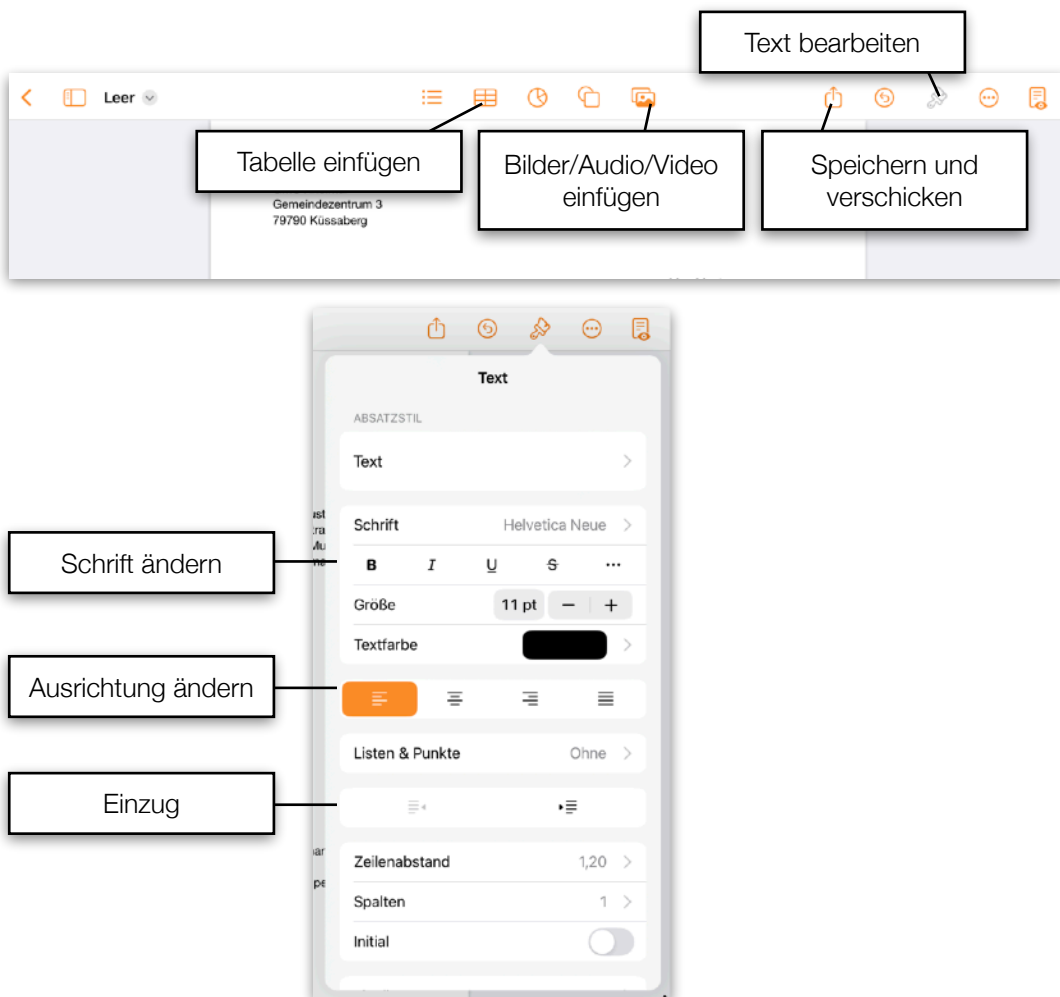 Text bearbeiten
Leer
Tabelle einfügen
Bilder/Audio/Video
einfügen
Speichern und
verschicken
Gemeindezentrum 3
79790 Küssaberg
Text
ABSATZSTIL
Text
Schrift Helvetica Neue
Schrift ändern
B I U S ...
Größe 11 pt − +
Textfarbe
Ausrichtung ändern
Listen & Punkte Ohne
Einzug
Zeilenabstand 1,20
Spalten 1
Initial